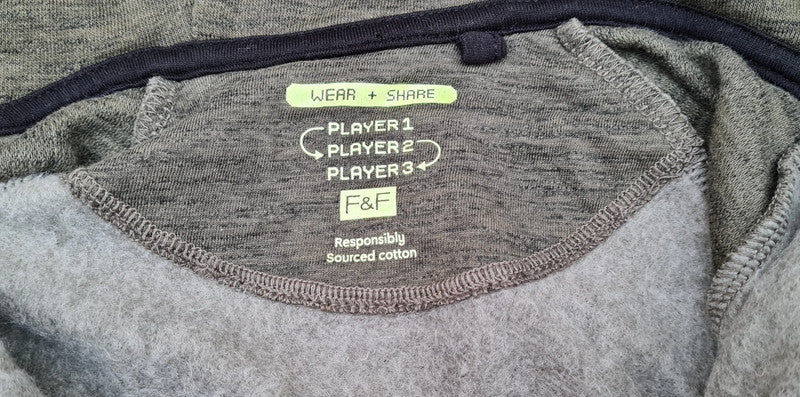 WEAR + SHARE
PLAYER 1
PLAYER 2
PLAYER 3
F&F
Responsibly
Sourced cotton